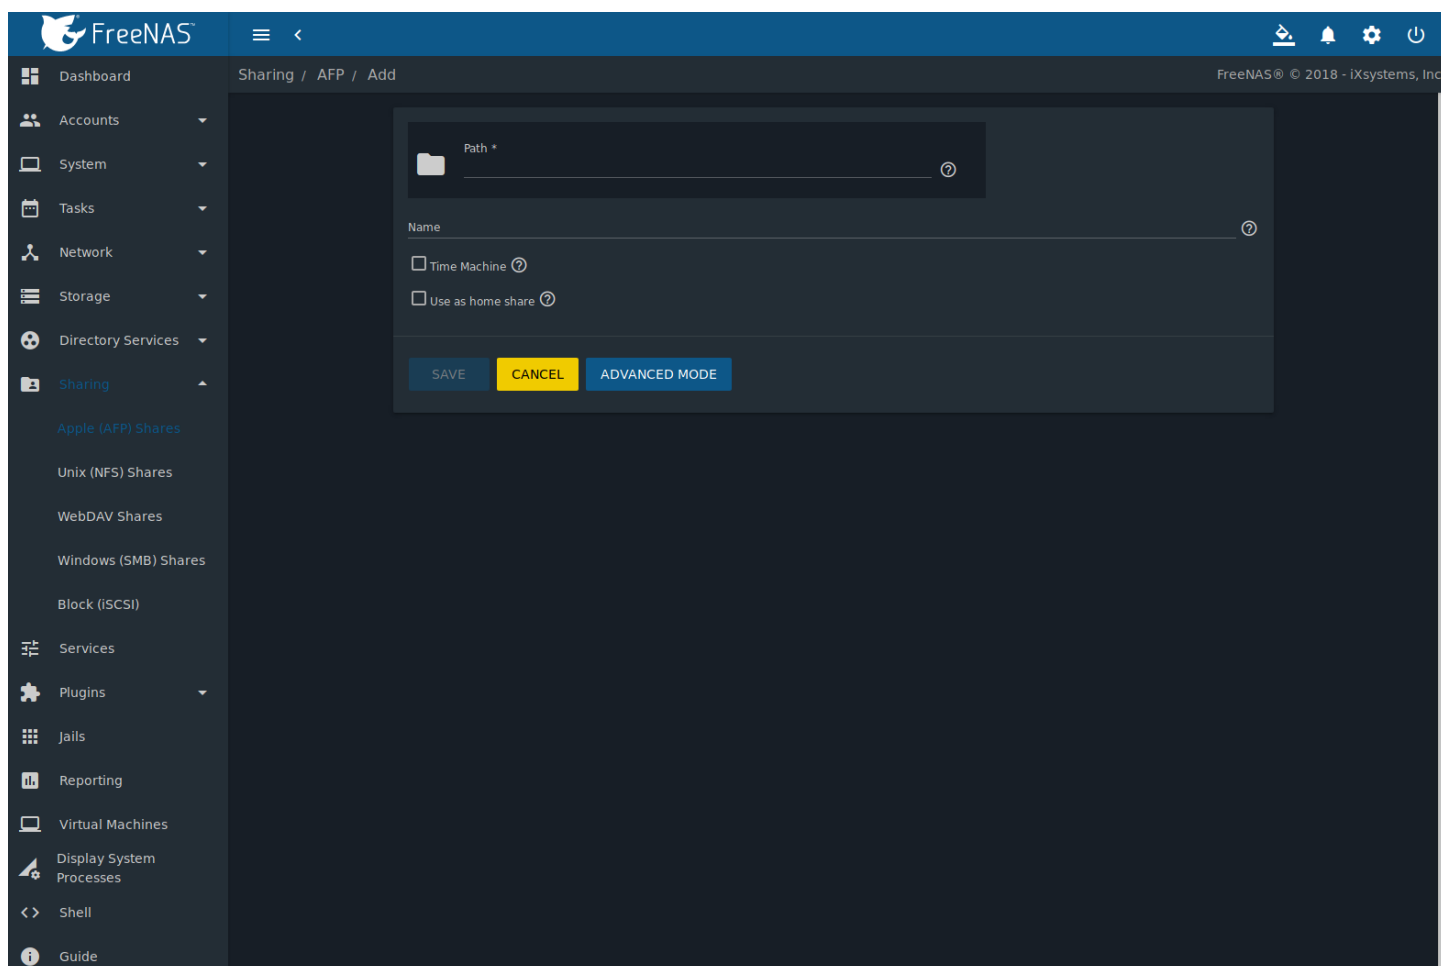 FreeNAS™
Dashboard
Accounts
System
Tasks
Network
Storage
Directory Services
Sharing
Apple (AFP) Shares
Unix (NFS) Shares
WebDAV Shares
Windows (SMB) Shares
Block (iSCSI)
Services
Plugins
Jails
Reporting
Virtual Machines
Display System
Processes
Shell
Guide
Sharing / AFP / Add
FreeNAS® © 2018 - iXsystems, Inc
Path *
Name
Time Machine
Use as home share
SAVE CANCEL ADVANCED MODE